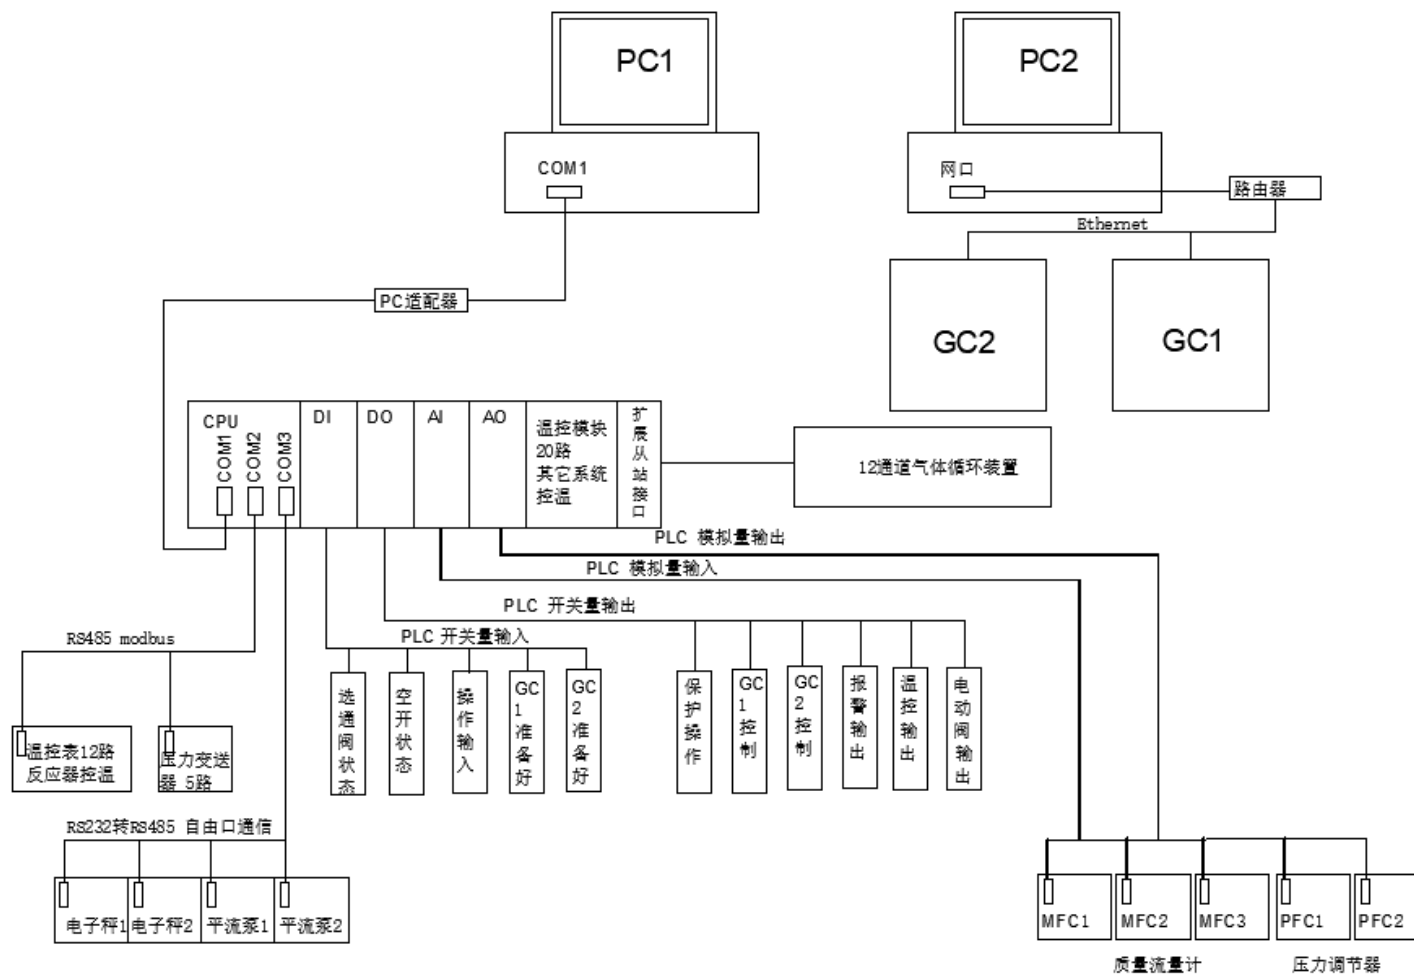 PC1
PC2
COM1
网口
路由器
Ethernet
PC适配器
GC2
GC1
CPU
COM1
COM2
COM3
DI
DO
AI
AO
温控模块
20路
其它系统
控温
扩展从站接口
12通道气体循环装置
PLC 模拟量输出
PLC 模拟量输入
PLC 开关量输出
PLC 开关量输入
RS485 modbus
选通阀状态
空开状态
操作输入
GC1准备好
GC2准备好
保护操作
GC1控制
GC2控制
报警输出
温控输出
电动阀输出
温控表12路
反应器控温
压力变送
器 5路
RS232转RS485 自由口通信
电子秤1
电子秤2
平流泵1
平流泵2
MFC1
MFC2
MFC3
PFC1
PFC2
质量流量计
压力调节器